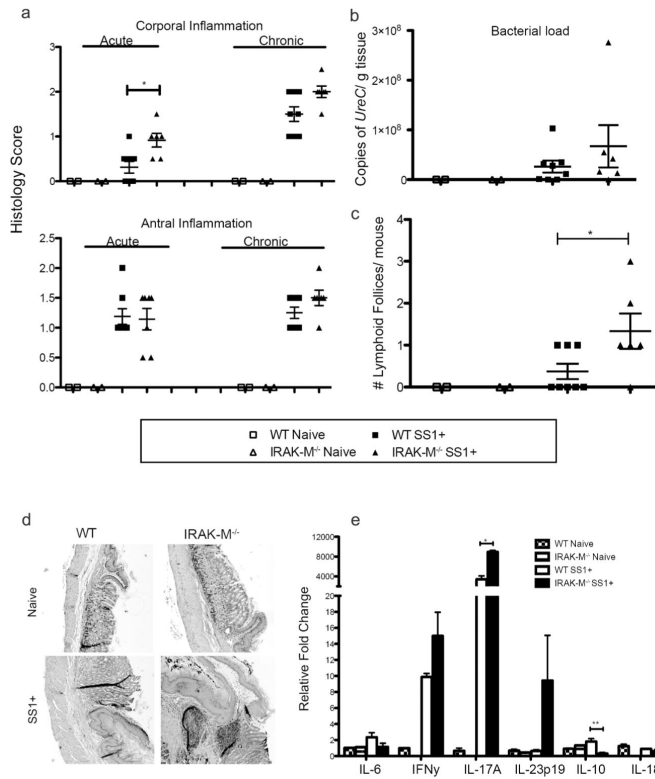 a
Corporal Inflammation
Acute
Chronic
*
3
2
1
0
Histology Score
Antral Inflammation
Acute
Chronic
2.5
2.0
1.5
1.0
0.5
0.0
b
Bacterial load
3×10⁸
2×10⁸
1×10⁸
0
Copies of UreC/ g tissue
c
*
4
3
2
1
0
# Lymphoid Follices/ mouse
WT Naive
WT SS1+
IRAK-M-/- Naive
IRAK-M-/- SS1+
d
WT
IRAK-M-/-
Naive
SS1+
e
12000
8000
4000
20
18
16
14
12
10
8
6
4
2
0
Relative Fold Change
*
**
WT Naive
IRAK-M-/- Naive
WT SS1+
IRAK-M-/- SS1+
IL-6
IFNγ
IL-17A
IL-23p19
IL-10